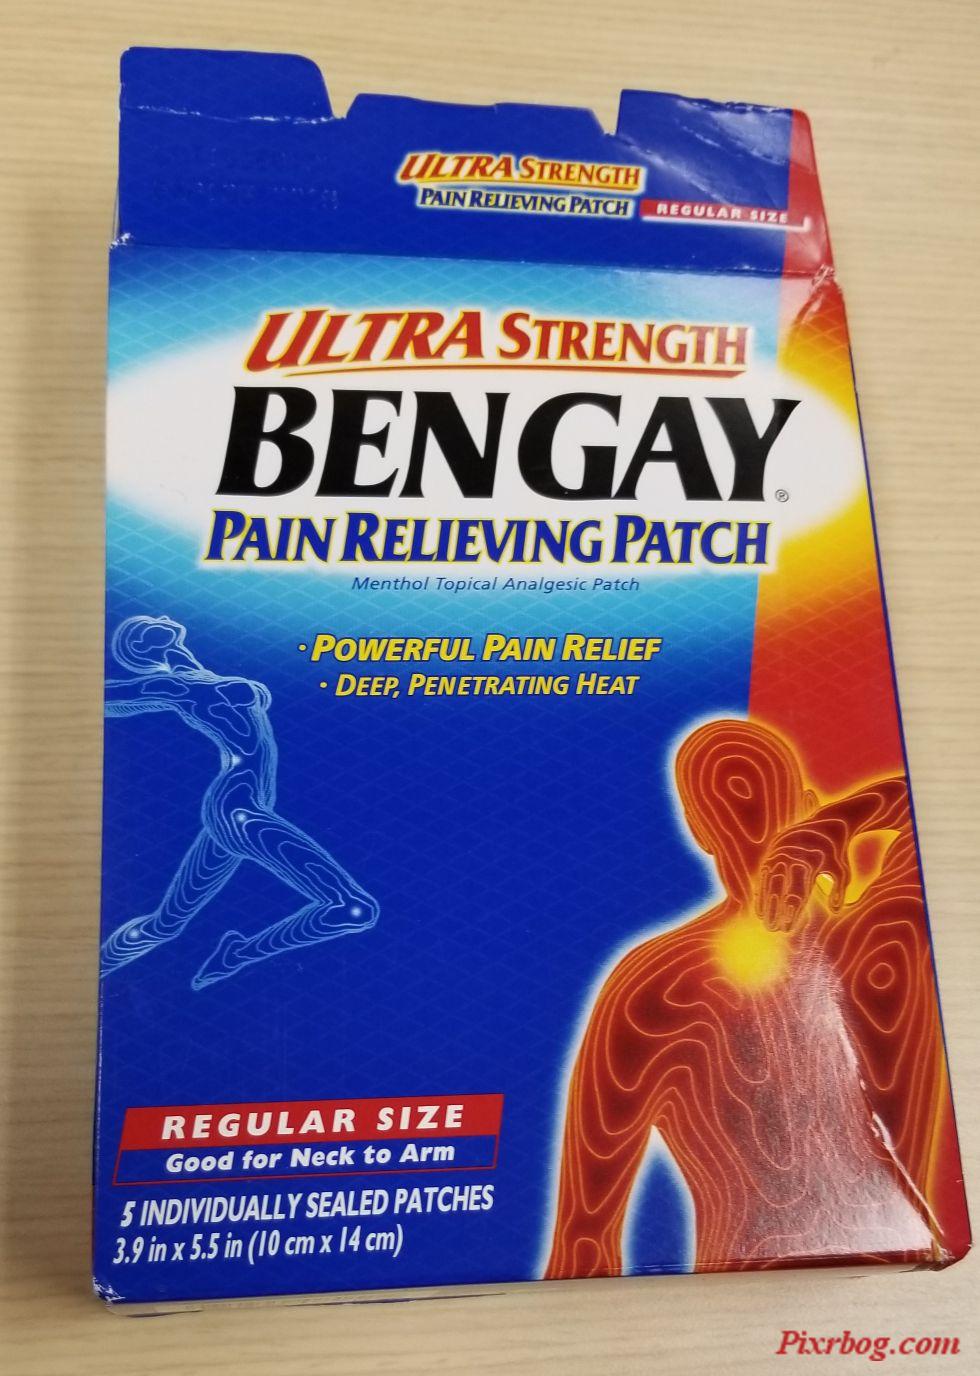 ULTRA STRENGTH
PAIN RELIEVING PATCH
REGULAR SIZE
ULTRA STRENGTH
BENGAY®
PAIN RELIEVING PATCH
Menthol Topical Analgesic Patch
• POWERFUL PAIN RELIEF
• DEEP, PENETRATING HEAT
REGULAR SIZE
Good for Neck to Arm
5 INDIVIDUALLY SEALED PATCHES
3.9 in x 5.5 in (10 cm x 14 cm)
Pixrbog.com